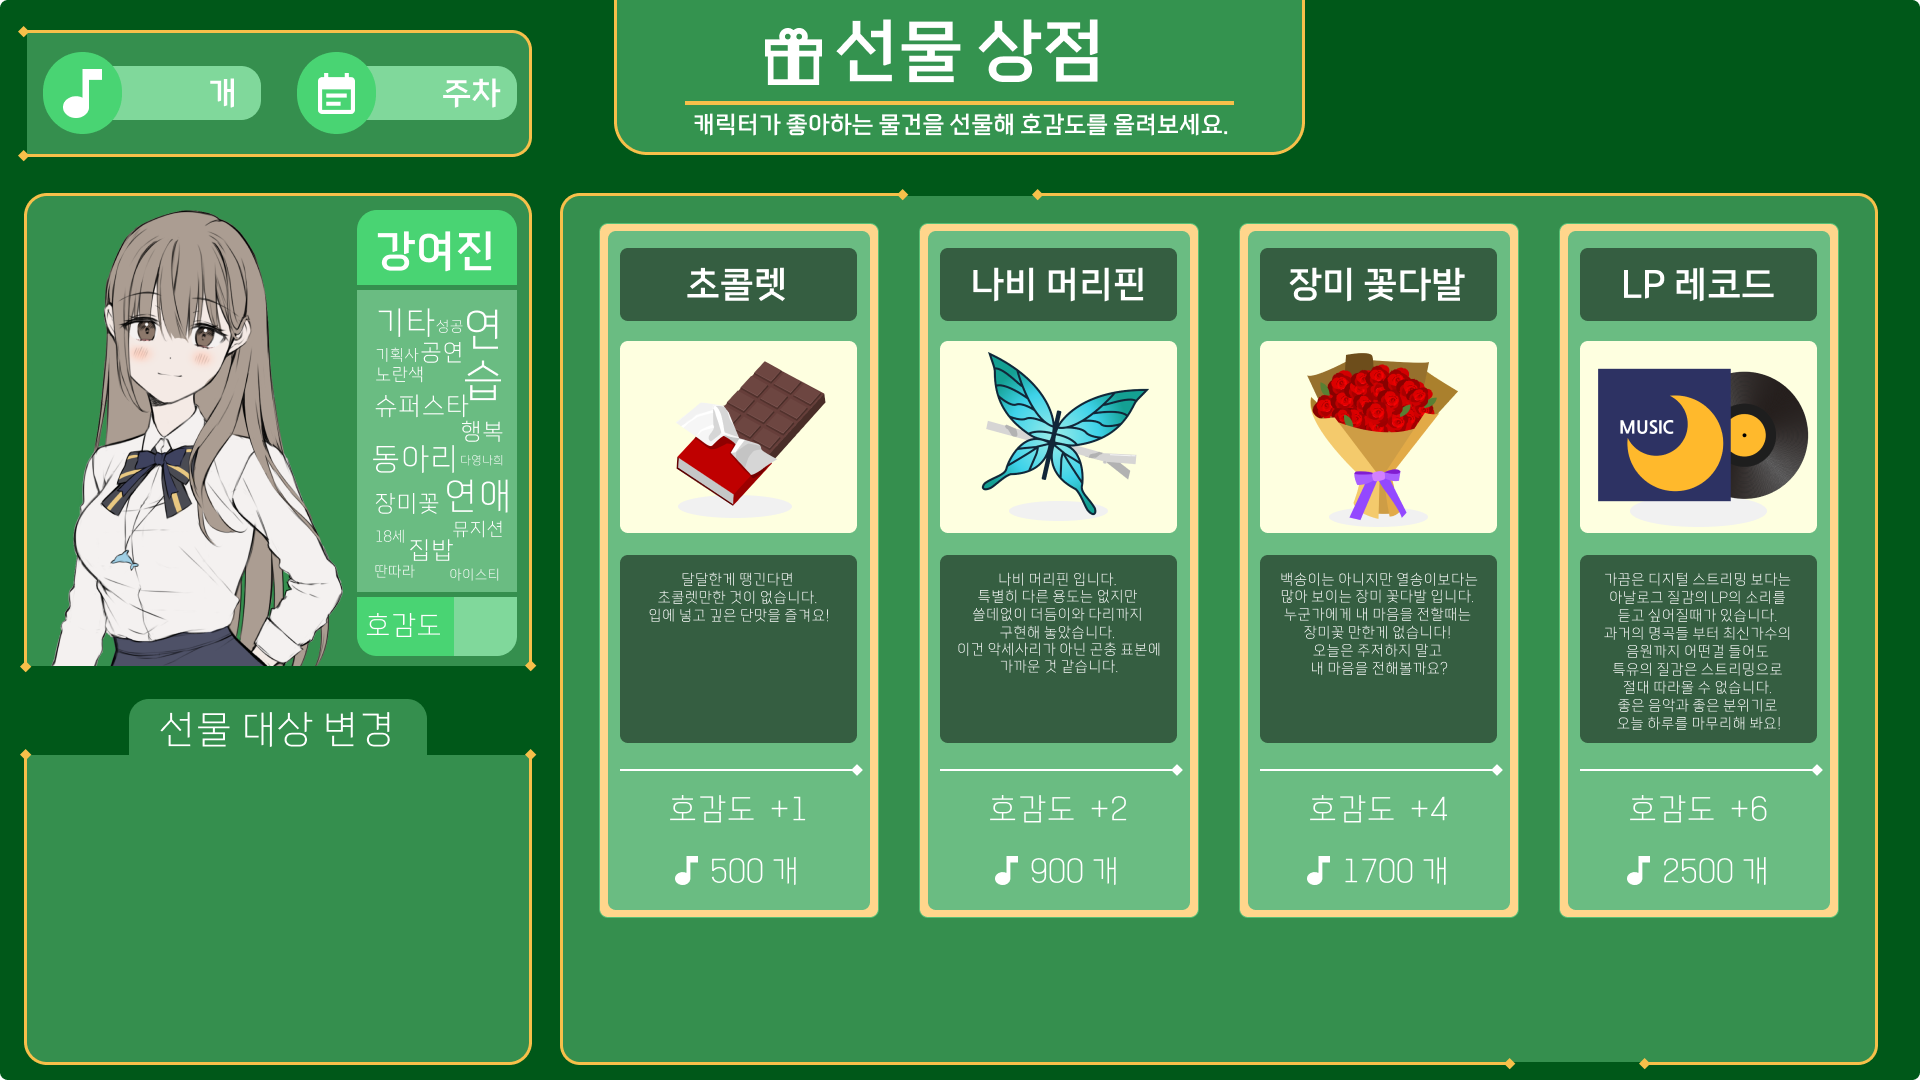 개
주차
선물 상점
캐릭터가 좋아하는 물건을 선물해 호감도를 올려보세요.
강여진
기타 성공 연습
기획사 공연
노란색
슈퍼스타
행복
동아리 다영나희
장미꽃 연애
18세 뮤지션
집밥
딴따라 아이스티
호감도
선물 대상 변경
초콜렛
달달한게 땡긴다면
초콜렛만한 것이 없습니다.
입에 넣고 깊은 단맛을 즐겨요!
호감도 +1
500 개
나비 머리핀
나비 머리핀 입니다.
특별히 다른 용도는 없지만
쓸데없이 더듬이와 다리까지
구현해 놓았습니다.
이건 악세사리가 아닌 곤충 표본에
가까운 것 같습니다.
호감도 +2
900 개
장미 꽃다발
백송이는 아니지만 열송이보다는
많아 보이는 장미 꽃다발 입니다.
누군가에게 내 마음을 전할때는
장미꽃 만한게 없습니다!
오늘은 주저하지 말고
내 마음을 전해볼까요?
호감도 +4
1700 개
LP 레코드
MUSIC
가끔은 디지털 스트리밍 보다는
아날로그 질감의 LP의 소리를
듣고 싶어질때가 있습니다.
과거의 명곡들 부터 최신가수의
음원까지 어떤걸 들어도
특유의 질감은 스트리밍으로
절대 따라올 수 없습니다.
좋은 음악과 좋은 분위기로
오늘 하루를 마무리해 봐요!
호감도 +6
2500 개